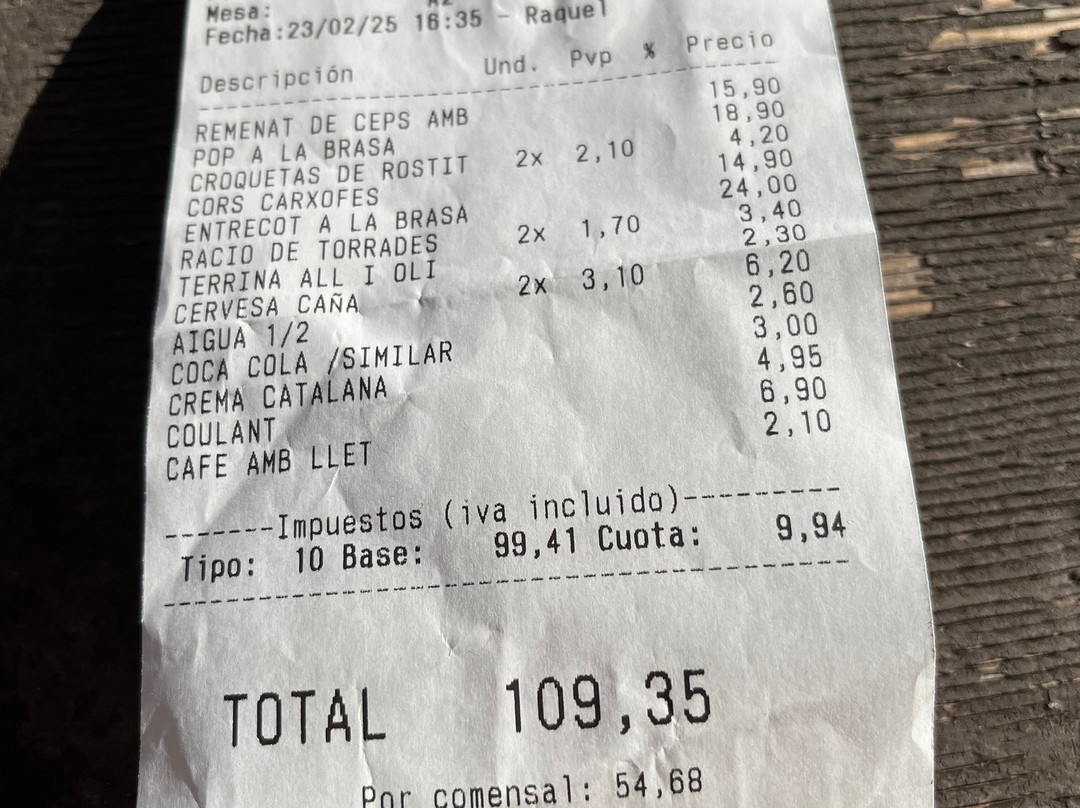 Mesa:
Fecha:23/02/25 16:35 - Raquel
Descripción Und. Pvp % Precio
REMENAT DE CEPS AMB 15,90
POP A LA BRASA 18,90
CROQUETAS DE ROSTIT 2x 2,10 4,20
CORS CARXOFES 14,90
ENTRECOT A LA BRASA 24,00
RACIO DE TORRADES 2x 1,70 3,40
TERRINA ALL I OLI 2,30
CERVESA CAÑA 2x 3,10 6,20
AIGUA 1/2 2,60
COCA COLA /SIMILAR 3,00
CREMA CATALANA 4,95
COULANT 6,90
CAFE AMB LLET 2,10
-------Impuestos (iva incluido)----------
Tipo: 10 Base: 99,41 Cuota: 9,94
TOTAL 109,35
Por comensal: 54,68